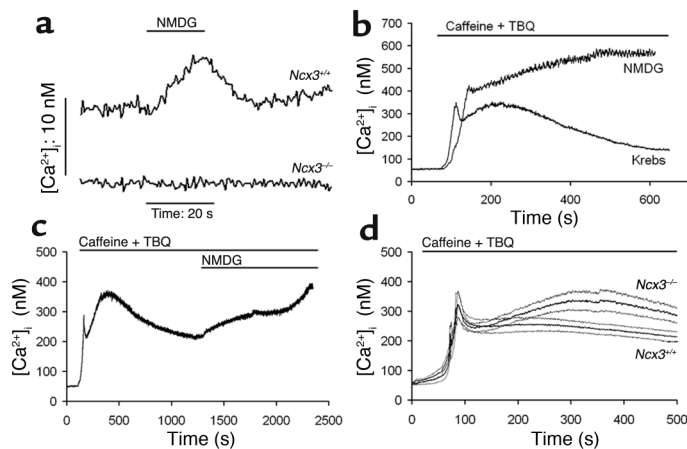 a
NMDG
Ncx3+/+
[Ca2+]i: 10 nM
Ncx3–/–
Time: 20 s
b
Caffeine + TBQ
700
600
500
400
300
200
100
0
[Ca2+]i (nM)
NMDG
Krebs
0 200 400 600
Time (s)
c
Caffeine + TBQ
NMDG
500
400
300
200
100
0
[Ca2+]i (nM)
0 500 1000 1500 2000 2500
Time (s)
d
Caffeine + TBQ
500
400
300
200
100
0
[Ca2+]i (nM)
Ncx3–/–
Ncx3+/+
0 100 200 300 400 500
Time (s)